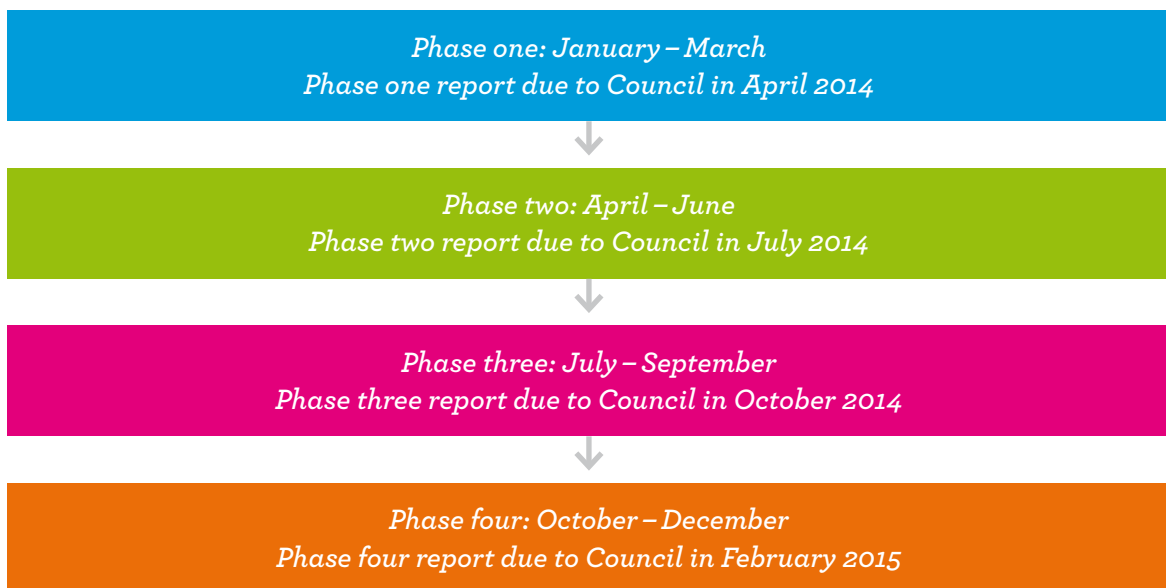 Phase one: January – March
Phase one report due to Council in April 2014
Phase two: April – June
Phase two report due to Council in July 2014
Phase three: July – September
Phase three report due to Council in October 2014
Phase four: October – December
Phase four report due to Council in February 2015